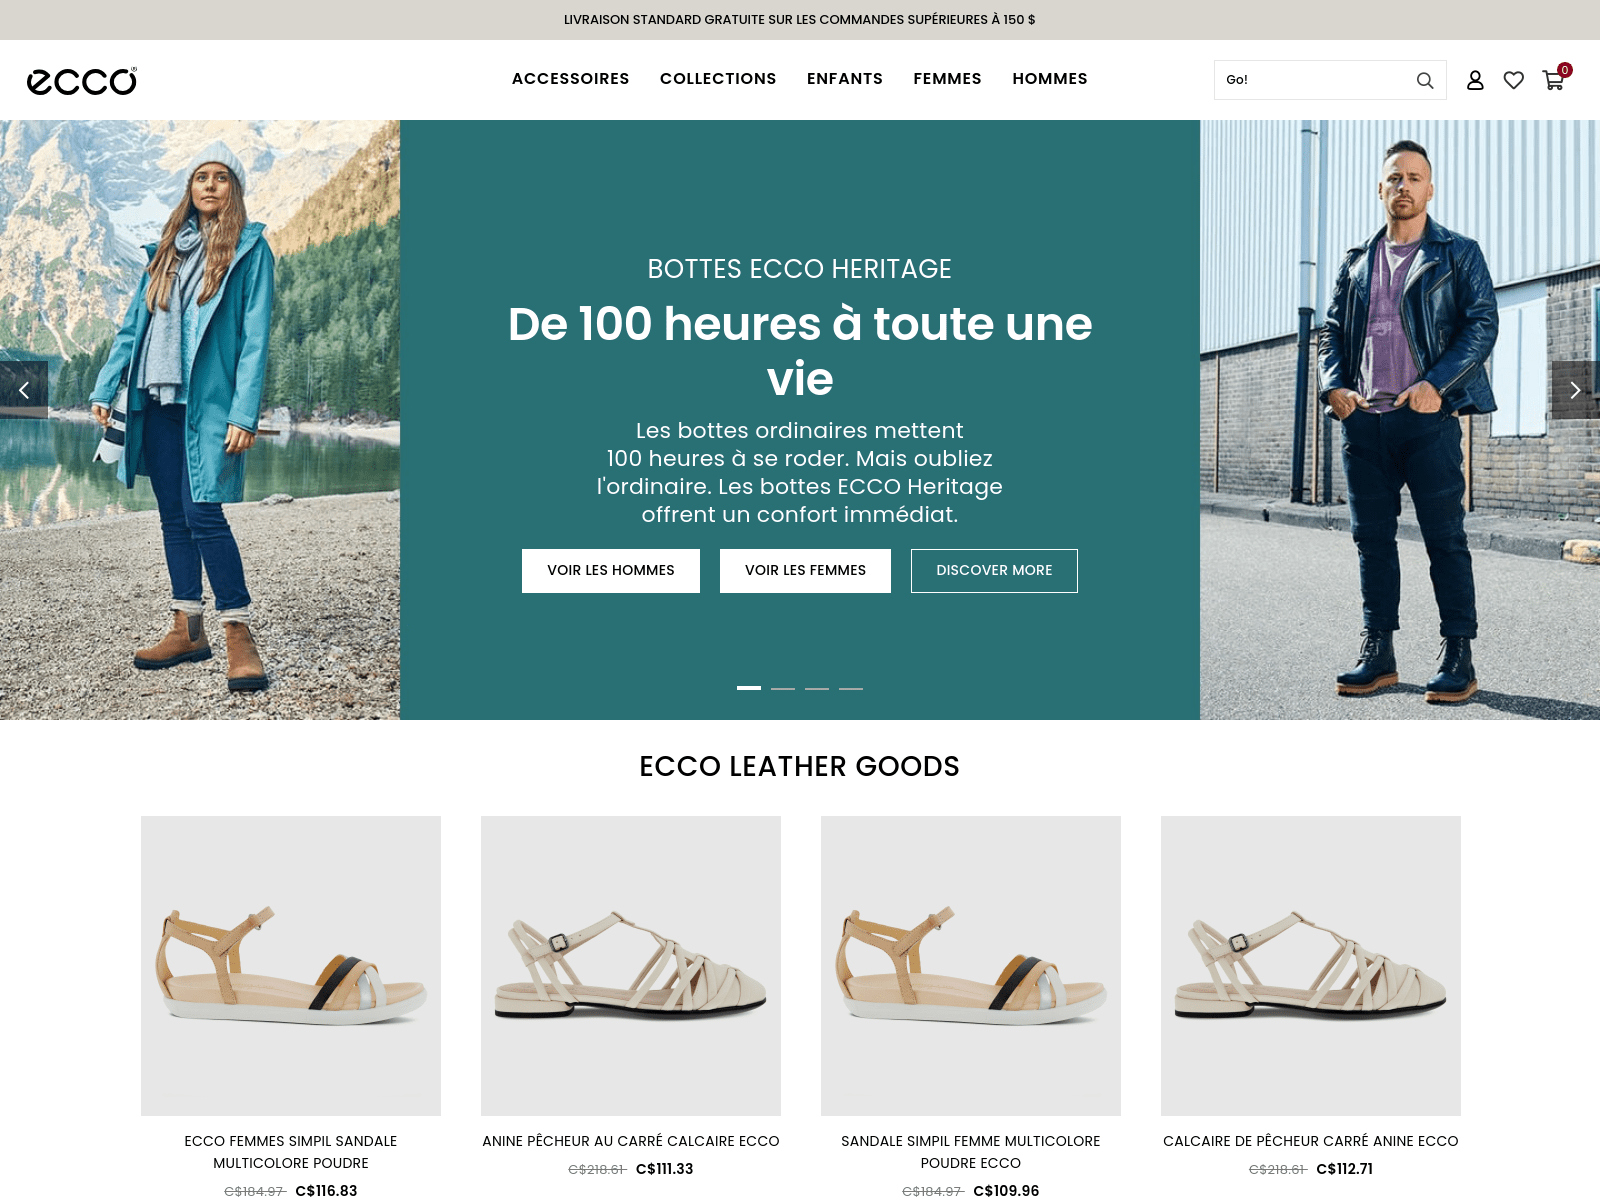 LIVRAISON STANDARD GRATUITE SUR LES COMMANDES SUPÉRIEURES À 150 $
ecco®
ACCESSOIRES
COLLECTIONS
ENFANTS
FEMMES
HOMMES
Go!
0
BOTTES ECCO HERITAGE
De 100 heures à toute une
vie
Les bottes ordinaires mettent
100 heures à se roder. Mais oubliez
l'ordinaire. Les bottes ECCO Heritage
offrent un confort immédiat.
VOIR LES HOMMES
VOIR LES FEMMES
DISCOVER MORE
ECCO LEATHER GOODS
ECCO FEMMES SIMPIL SANDALE
MULTICOLORE POUDRE
C$184.97 C$116.83
ANINE PÊCHEUR AU CARRÉ CALCAIRE ECCO
C$218.61 C$111.33
SANDALE SIMPIL FEMME MULTICOLORE
POUDRE ECCO
C$184.97 C$109.96
CALCAIRE DE PÊCHEUR CARRÉ ANINE ECCO
C$218.61 C$112.71